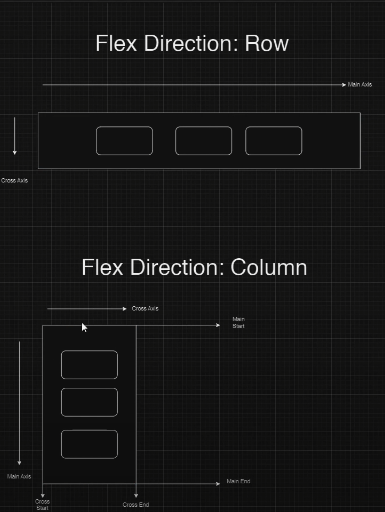 Flex Direction: Row
Main Axis
Cross Axis
Flex Direction: Column
Cross Axis
Main
Start
Main Axis
Main End
Cross
Start
Cross End